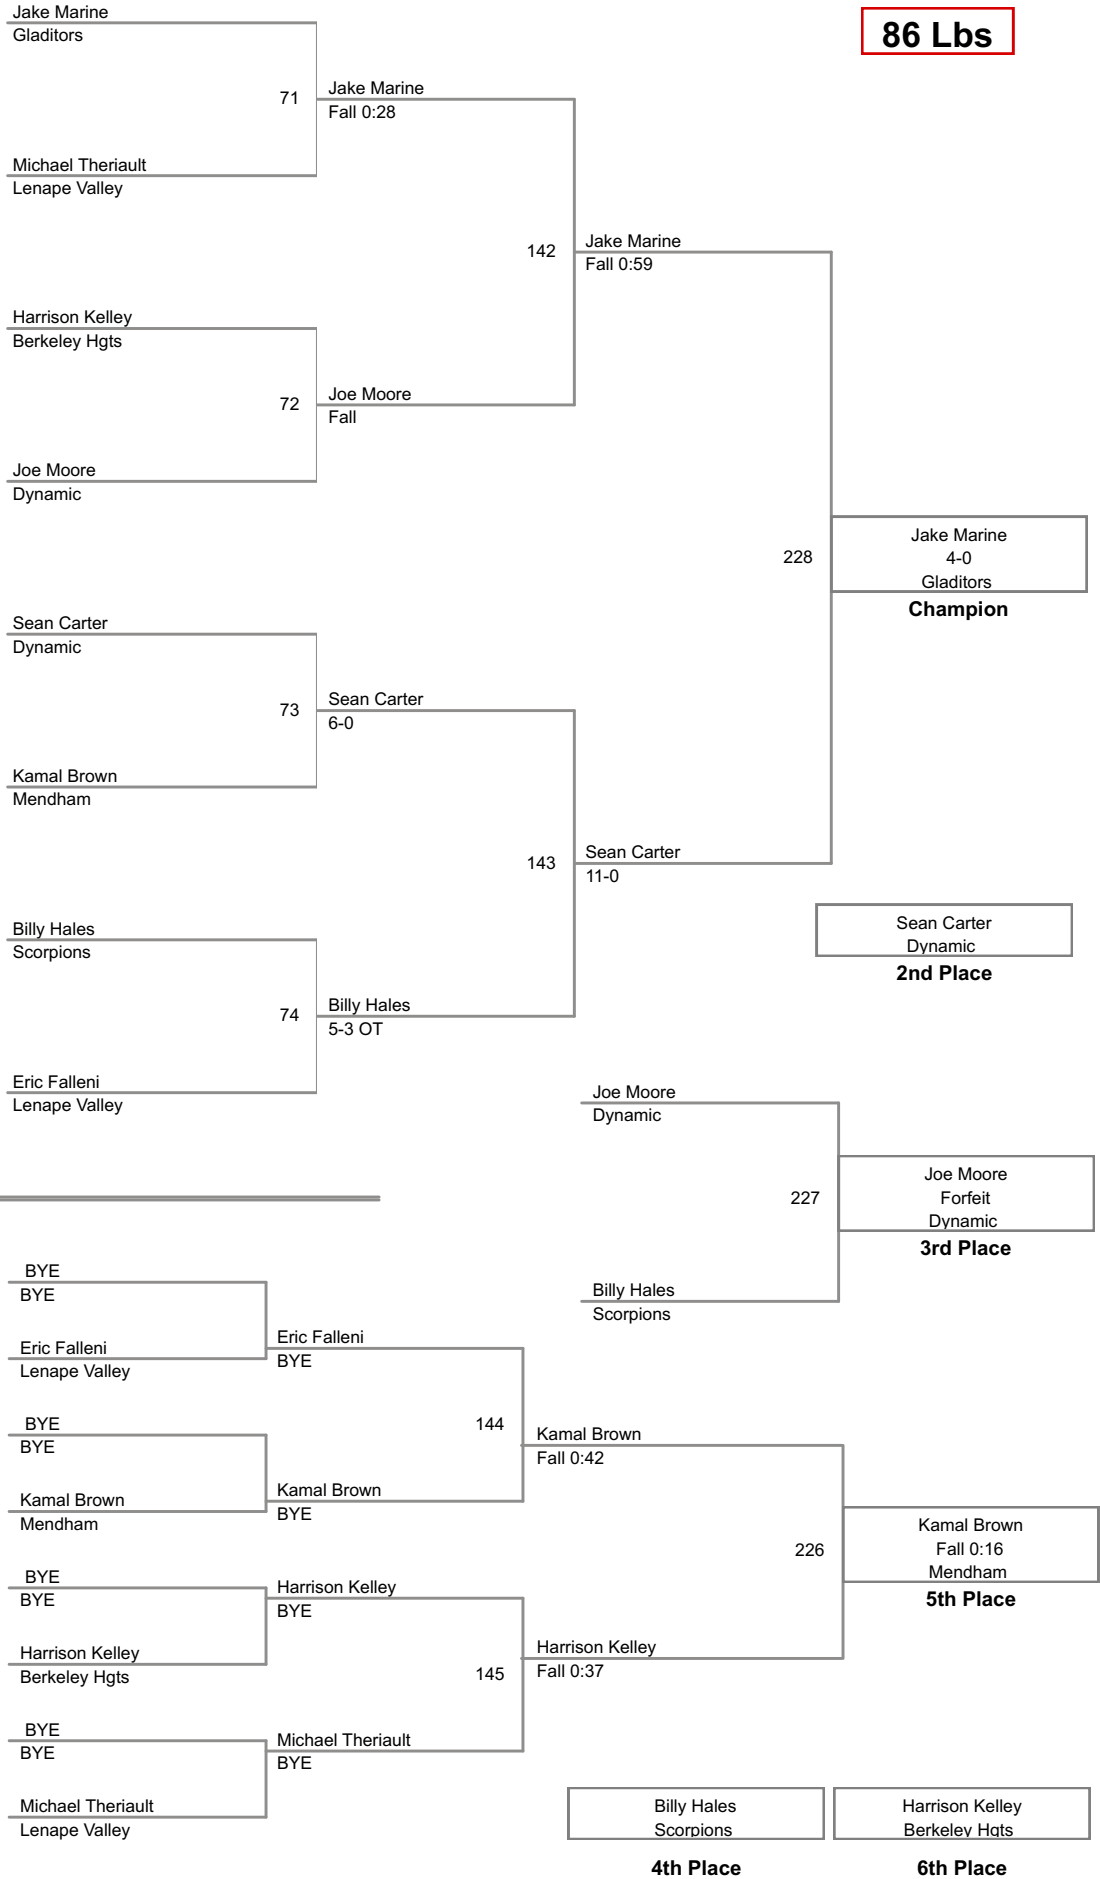 Jake Marine
Gladitors
86 Lbs
71
Jake Marine
Fall 0:28
Michael Theriault
Lenape Valley
142
Jake Marine
Fall 0:59
Harrison Kelley
Berkeley Hgts
72
Joe Moore
Fall
Joe Moore
Dynamic
228
Jake Marine
4-0
Gladitors
Champion
Sean Carter
Dynamic
73
Sean Carter
6-0
Kamal Brown
Mendham
143
Sean Carter
11-0
Billy Hales
Scorpions
Sean Carter
Dynamic
2nd Place
74
Billy Hales
5-3 OT
Eric Falleni
Lenape Valley
Joe Moore
Dynamic
227
Joe Moore
Forfeit
Dynamic
3rd Place
Billy Hales
Scorpions
BYE
BYE
Eric Falleni
Lenape Valley
Eric Falleni
BYE
144
BYE
BYE
Kamal Brown
Fall 0:42
Kamal Brown
Mendham
Kamal Brown
BYE
226
Kamal Brown
Fall 0:16
Mendham
5th Place
BYE
BYE
Harrison Kelley
BYE
Harrison Kelley
Berkeley Hgts
145
Harrison Kelley
Fall 0:37
BYE
BYE
Michael Theriault
BYE
Michael Theriault
Lenape Valley
Billy Hales
Scorpions
4th Place
Harrison Kelley
Berkeley Hgts
6th Place